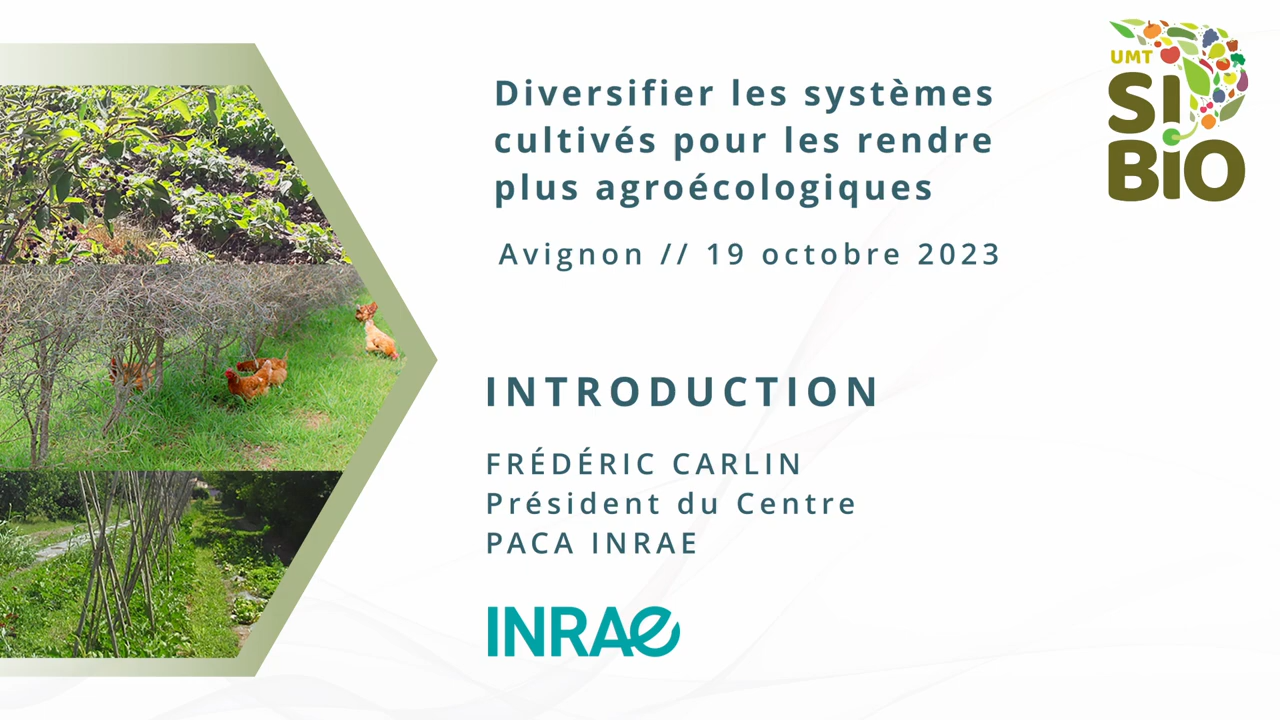 Diversifier les systèmes
cultivés pour les rendre
plus agroécologiques
Avignon // 19 octobre 2023
UMT
SI
BIO
INTRODUCTION
FRÉDÉRIC CARLIN
Président du Centre
PACA INRAE
INRAE